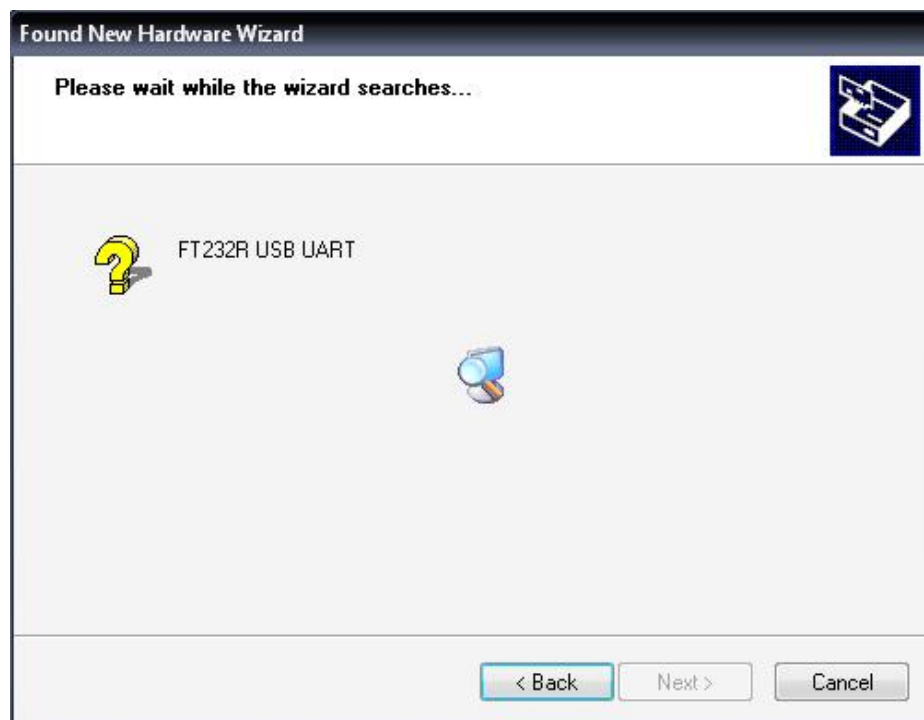 Found New Hardware Wizard
Please wait while the wizard searches...
FT232R USB UART
< Back
Next >
Cancel